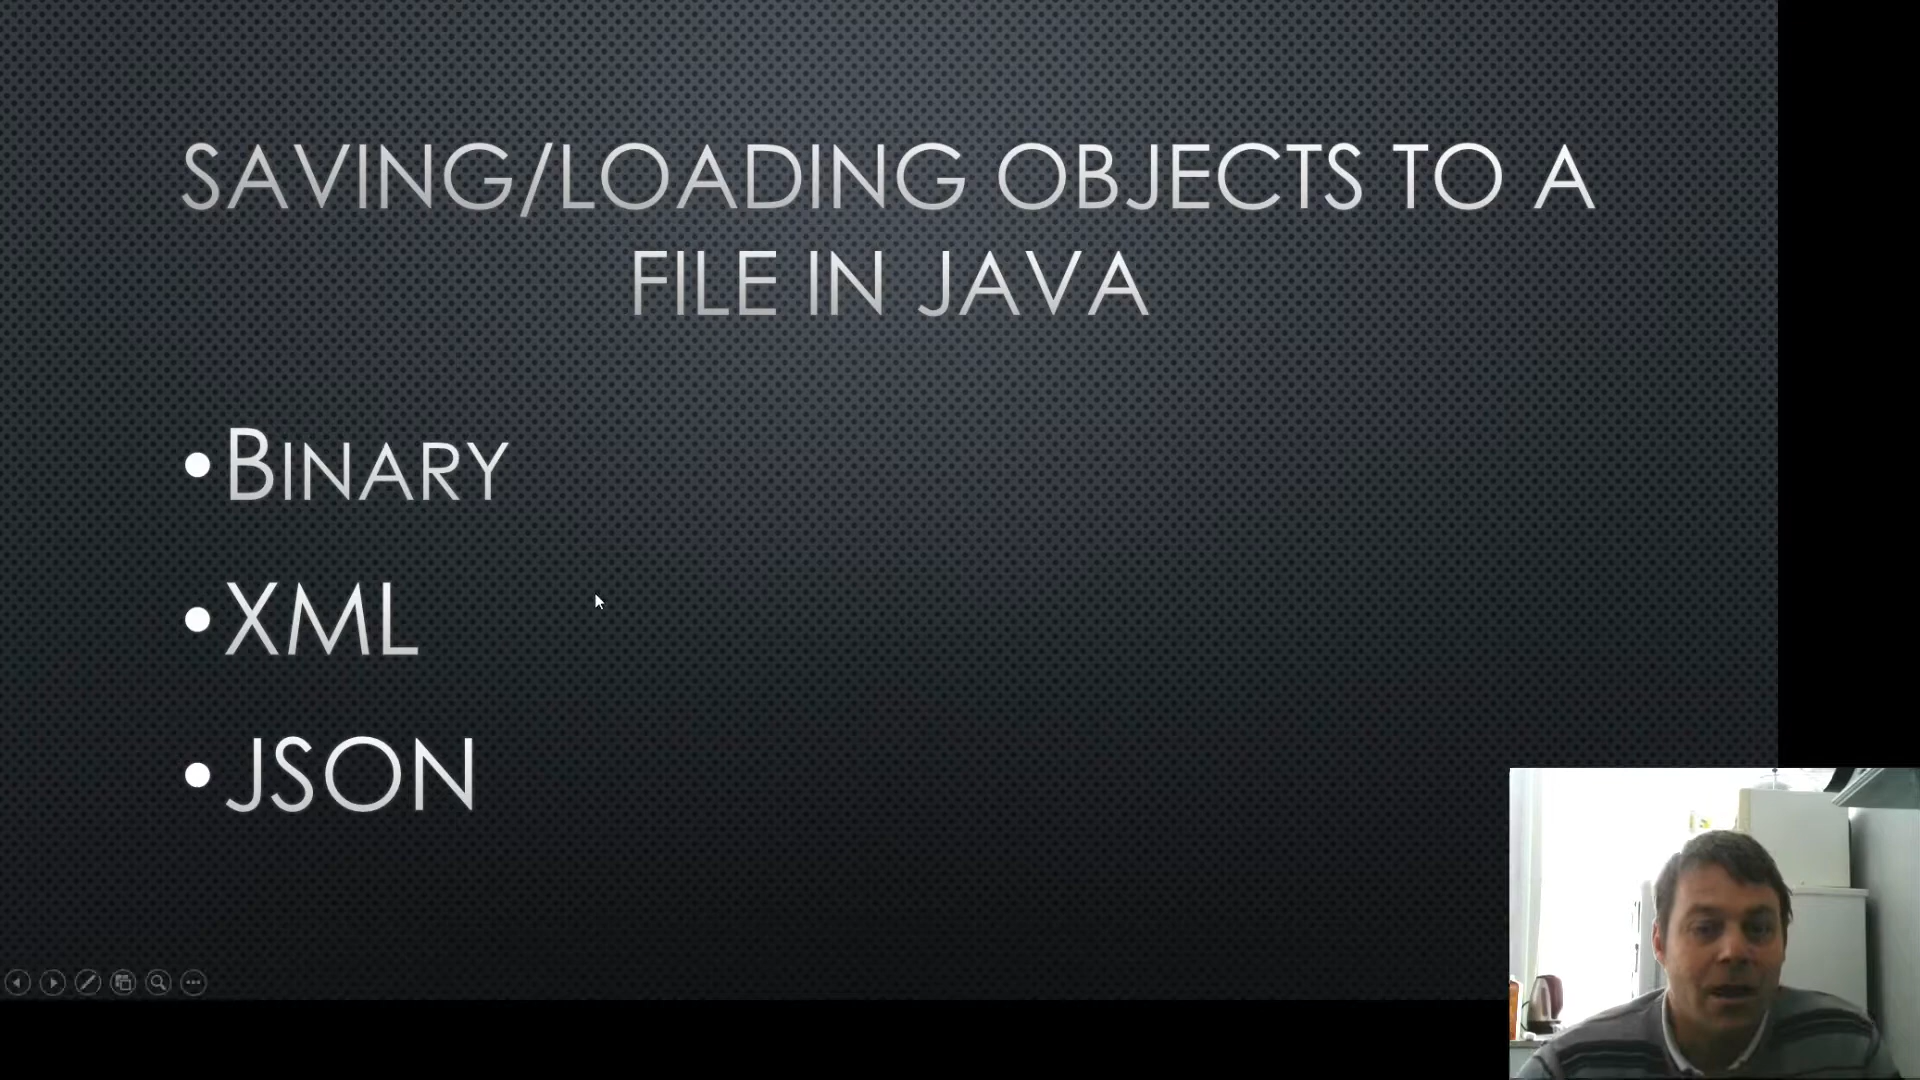 SAVING/LOADING OBJECTS TO A
FILE IN JAVA
•BINARY
•XML
•JSON